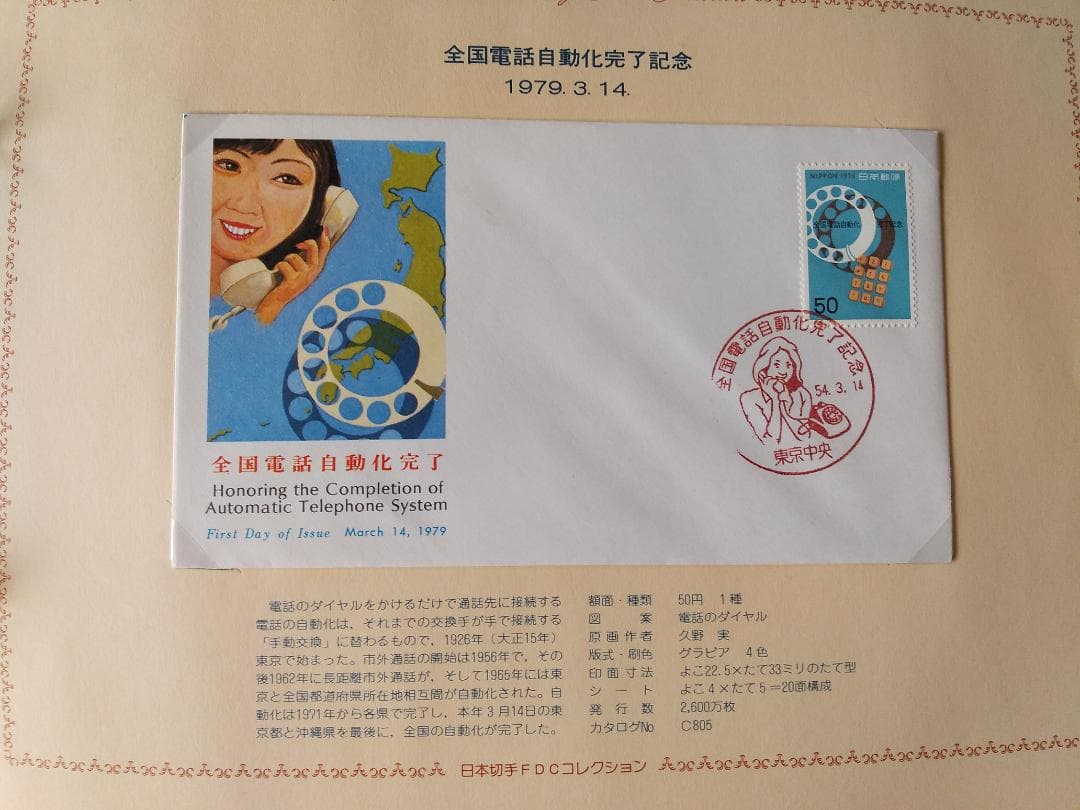 全国電話自動化完了記念
1979.3.14.
NIPPON 1979 日本郵便
全国電話自動化 完了記念
50
全国電話自動化完了記念
54.3.14
東京中央
全国電話自動化完了
Honoring the Completion of
Automatic Telephone System
First Day of Issue March 14, 1979
電話のダイヤルをかけるだけで通話先に接続する
電話の自動化は，それまでの交換手が手で接続する
「手動交換」に替わるもので，1926年（大正15年）
東京で始まった。市外通話の開始は1956年で，その
後1962年に長距離市外通話が，そして1965年には東
京と全国都道府県所在地相互間が自動化された。自
動化は1971年から各県で完了し，本年3月14日の東
京都と沖縄県を最後に，全国の自動化が完了した。
額面・種類 50円 1種
図案 電話のダイヤル
原画作者 久野 実
版式・刷色 グラビア 4色
印面寸法 よこ22.5×たて33ミリのたて型
シート よこ4×たて5＝20面構成
発行数 2,600万枚
カタログNo C805
日本切手FDCコレクション